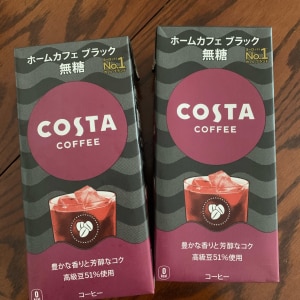 ホームカフェ ブラック
無糖
No.1
COSTA
COFFEE
豊かな香りと芳醇なコク
高級豆51%使用
コーヒー
ホームカフェ ブラック
無糖
No.1
COSTA
COFFEE
豊かな香りと芳醇なコク
高級豆51%使用
コーヒー